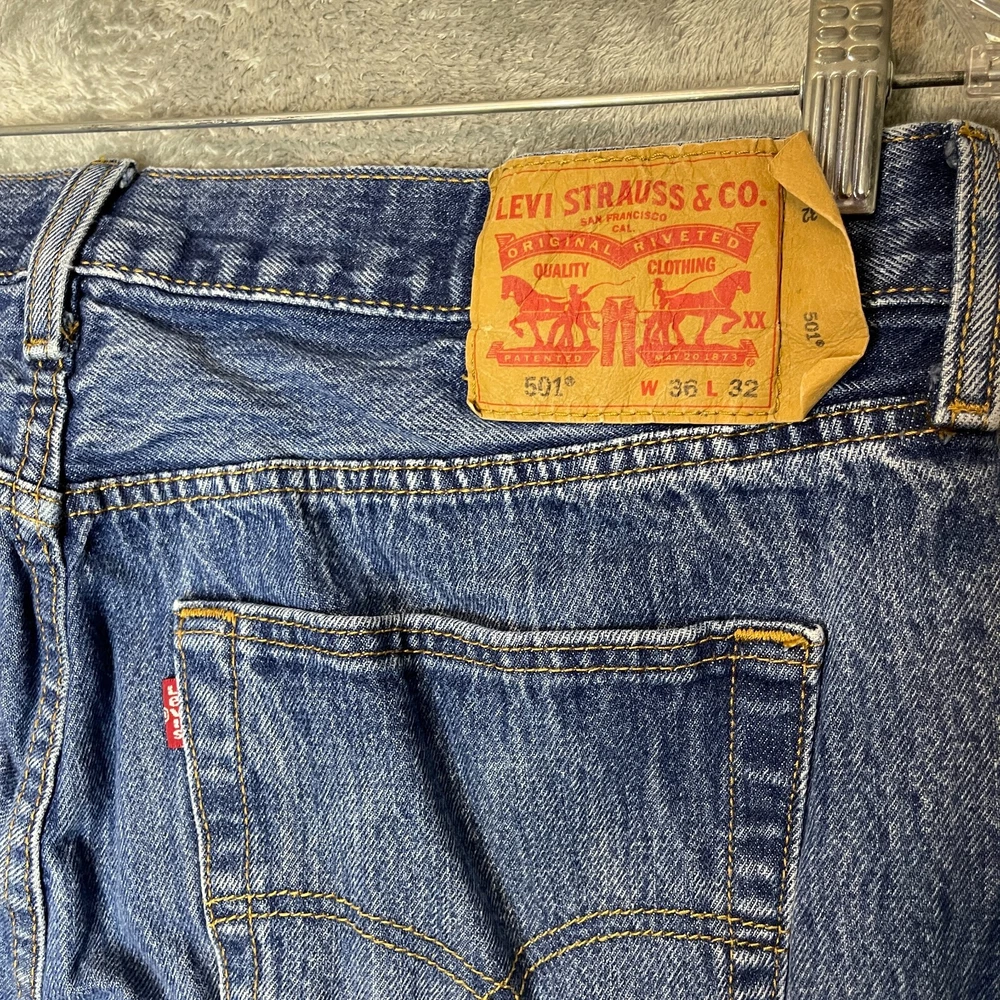 LEVI STRAUSS & CO.
SAN FRANCISCO
CAL.
ORIGINAL RIVETED
QUALITY CLOTHING
XX
PATENTED MAY 20 1873
501® W 36 L 32
32
501®
LEVI'S